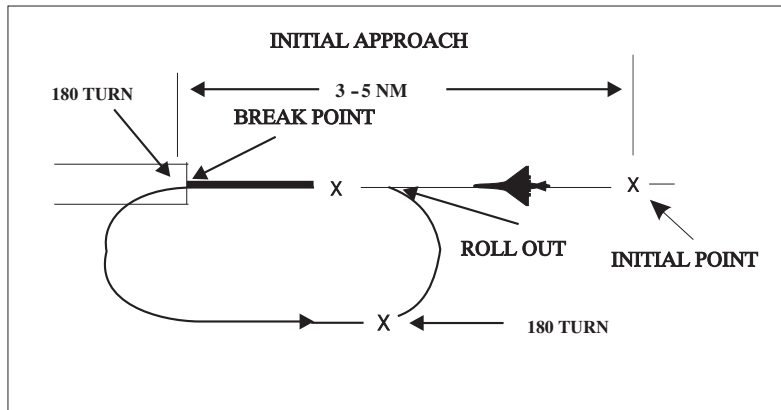 INITIAL APPROACH
3 - 5 NM
180 TURN
BREAK POINT
X
X
ROLL OUT
INITIAL POINT
X
180 TURN